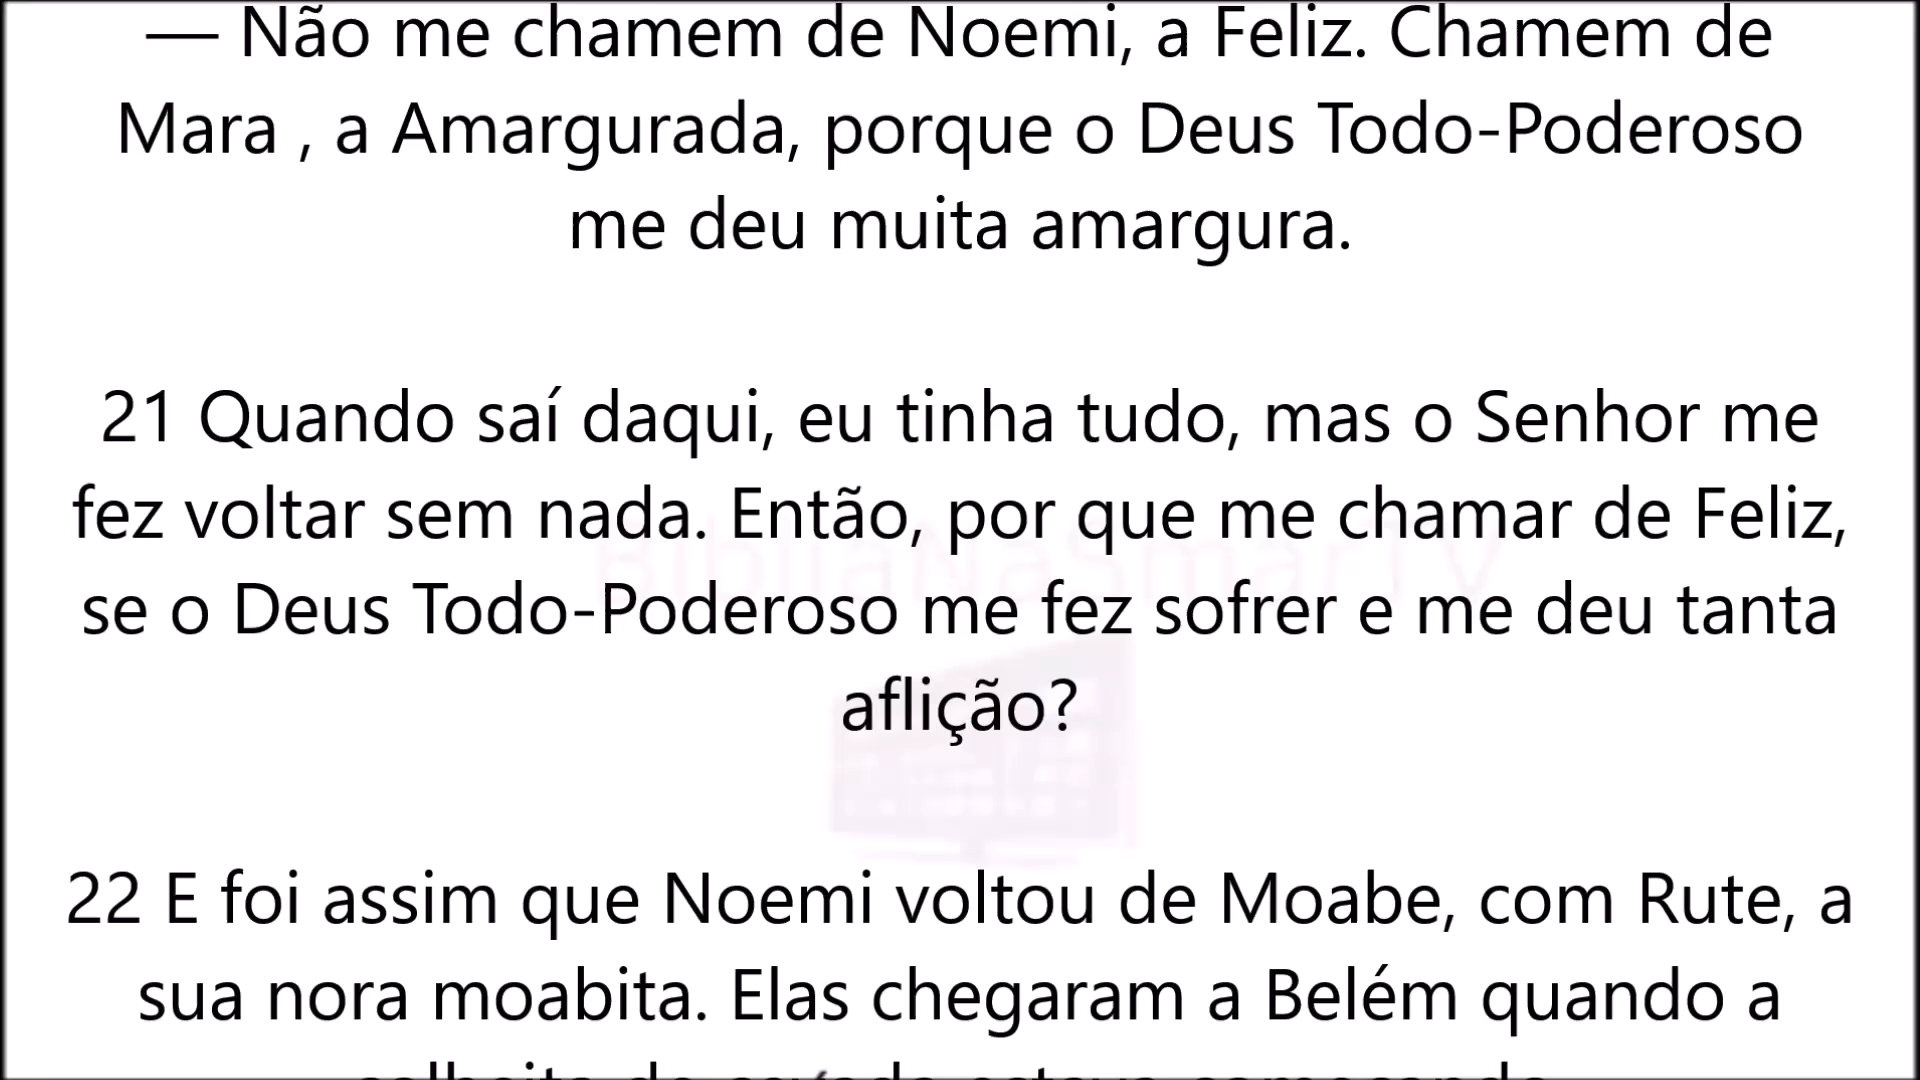 — Não me chamem de Noemi, a Feliz. Chamem de
Mara , a Amargurada, porque o Deus Todo-Poderoso
me deu muita amargura.
21 Quando saí daqui, eu tinha tudo, mas o Senhor me
fez voltar sem nada. Então, por que me chamar de Feliz,
se o Deus Todo-Poderoso me fez sofrer e me deu tanta
aflição?
22 E foi assim que Noemi voltou de Moabe, com Rute, a
sua nora moabita. Elas chegaram a Belém quando a